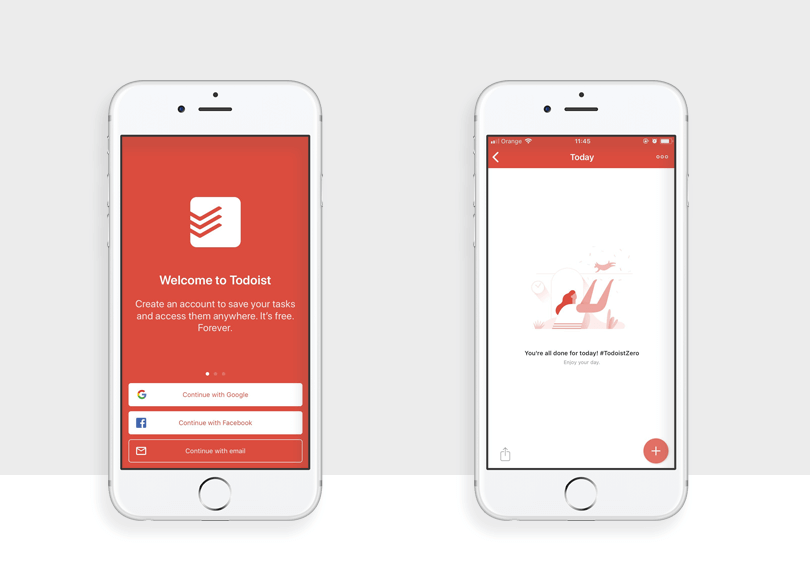 Welcome to Todoist
Create an account to save your tasks
and access them anywhere. It's free.
Forever.
Continue with Google
Continue with Facebook
Continue with email
Orange 11:45
Today
You're all done for today! #TodoistZero
Enjoy your day.